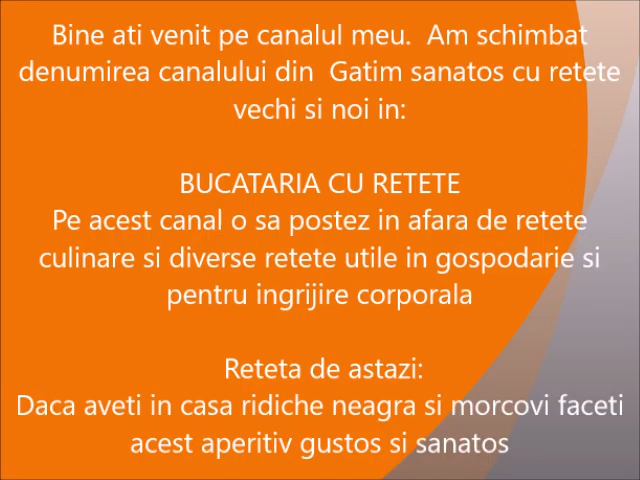 Bine ati venit pe canalul meu.  Am schimbat
denumirea canalului din  Gatim sanatos cu retete
vechi si noi in:
BUCATARIA CU RETETE
Pe acest canal o sa postez in afara de retete
culinare si diverse retete utile in gospodarie si
pentru ingrijire corporala
Reteta de astazi:
Daca aveti in casa ridiche neagra si morcovi faceti
acest aperitiv gustos si sanatos